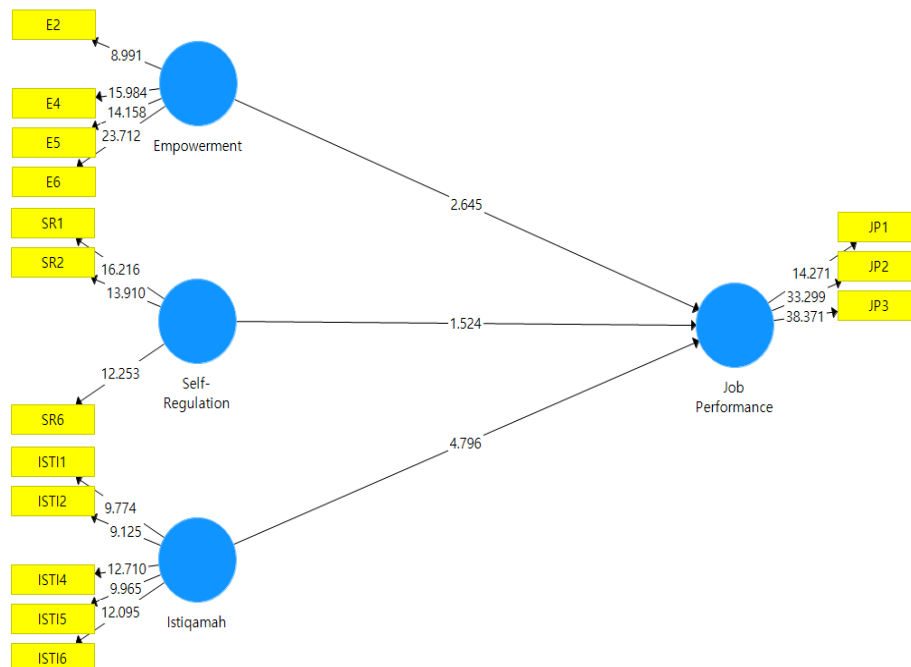 E2
8.991
E4
15.984
14.158
E5
23.712
E6
Empowerment
2.645
SR1
SR2
16.216
13.910
12.253
SR6
Self-
Regulation
1.524
ISTI1
ISTI2
9.774
9.125
ISTI4
12.710
9.965
ISTI5
12.095
ISTI6
Istiqamah
4.796
JP1
14.271
JP2
33.299
JP3
38.371
Job
Performance